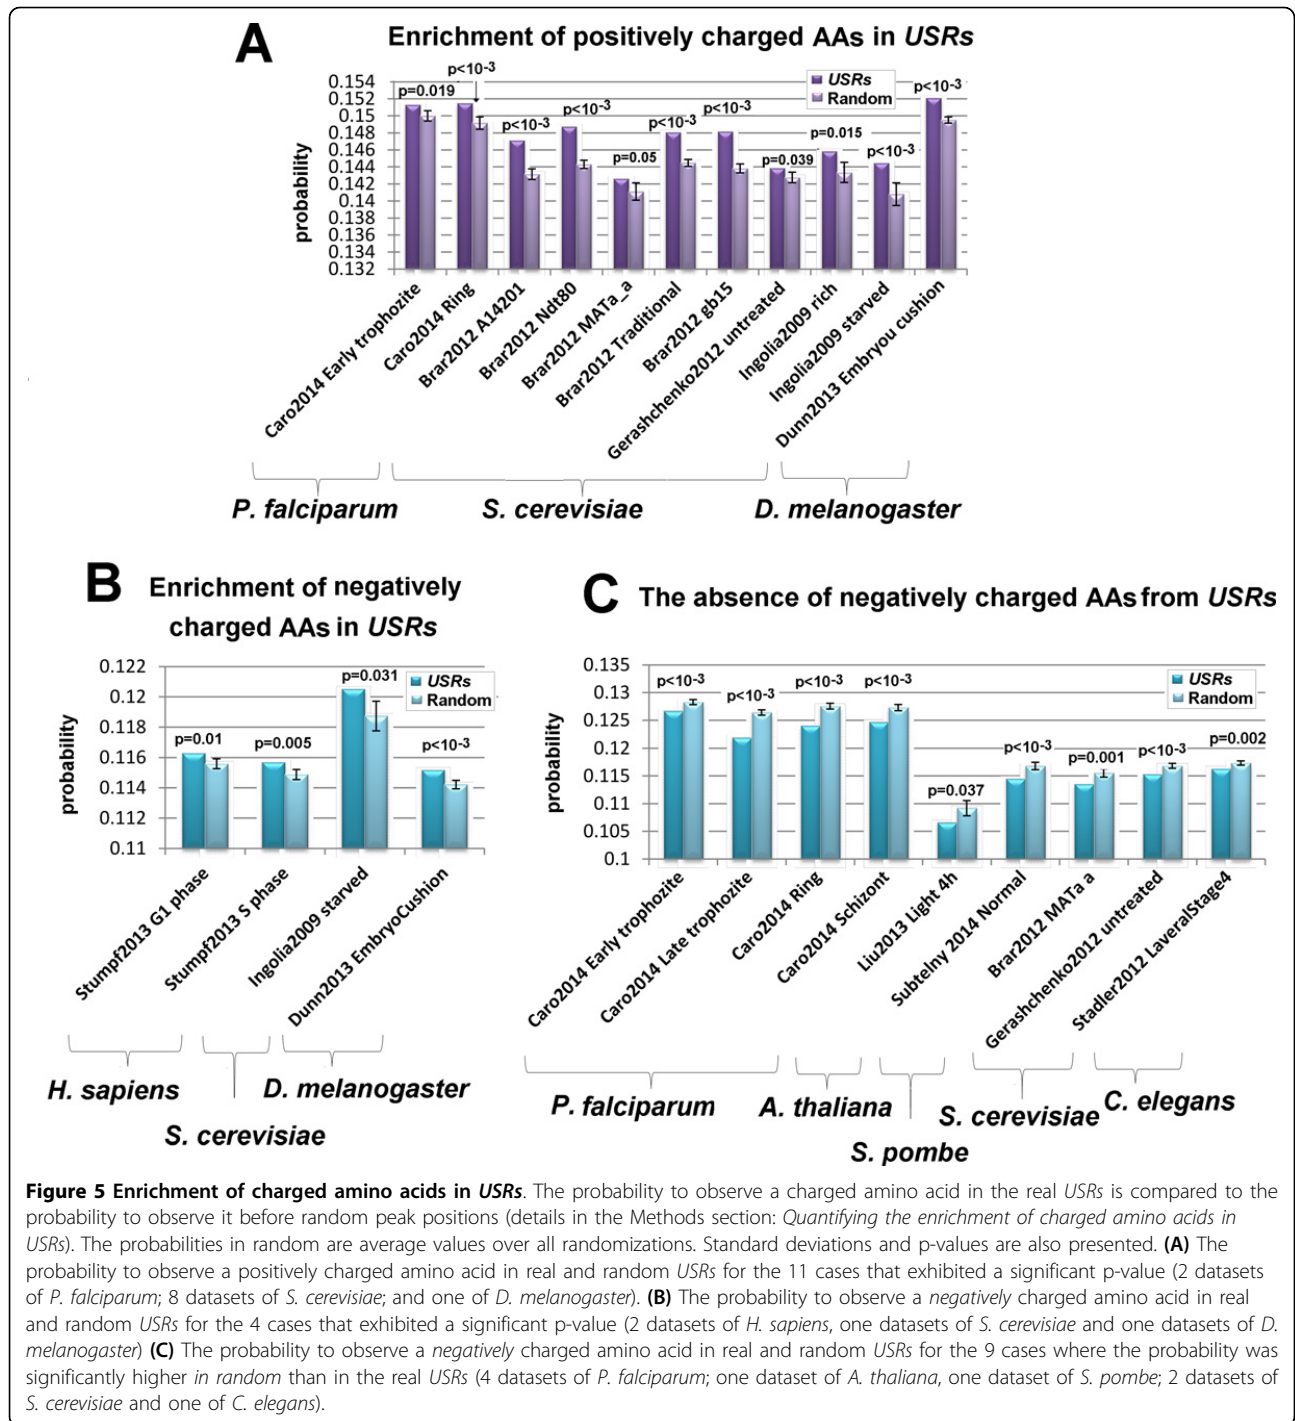 A
Enrichment of positively charged AAs in USRs
0.154
0.152
0.15
0.148
0.146
0.144
0.142
0.14
0.138
0.136
0.134
0.132
probability
USRs
Random
p=0.019
p<10-3
p<10-3
p<10-3
p=0.05
p<10-3
p<10-3
p=0.039
p=0.015
p<10-3
p<10-3
Caro2014 Early trophozite
Caro2014 Ring
Brar2012 A14201
Brar2012 Ndt80
Brar2012 MATa_a
Brar2012 Traditional
Brar2012 gb15
Gerashchenko2012 untreated
Ingolia2009 rich
Ingolia2009 starved
Dunn2013 Embryou cushion
P. falciparum
S. cerevisiae
D. melanogaster
B
Enrichment of negatively
charged AAs in USRs
0.122
0.12
0.118
0.116
0.114
0.112
0.11
probability
USRs
Random
p=0.01
p=0.005
p=0.031
p<10-3
Stumpf2013 G1 phase
Stumpf2013 S phase
Ingolia2009 starved
Dunn2013 EmbryoCushion
H. sapiens
S. cerevisiae
D. melanogaster
C
The absence of negatively charged AAs from USRs
0.135
0.13
0.125
0.12
0.115
0.11
0.105
0.1
probability
USRs
Random
p<10-3
p<10-3
p<10-3
p<10-3
p=0.037
p<10-3
p=0.001
p<10-3
p=0.002
Caro2014 Early trophozite
Caro2014 Late trophozite
Caro2014 Ring
Caro2014 Schizont
Liu2013 Light 4h
Subtelny 2014 Normal
Brar2012 MATa a
Gerashchenko2012 untreated
Stadler2012 LaveralStage4
P. falciparum
A. thaliana
S. pombe
S. cerevisiae
C. elegans
Figure 5 Enrichment of charged amino acids in USRs. The probability to observe a charged amino acid in the real USRs is compared to the
probability to observe it before random peak positions (details in the Methods section: Quantifying the enrichment of charged amino acids in
USRs). The probabilities in random are average values over all randomizations. Standard deviations and p-values are also presented. (A) The
probability to observe a positively charged amino acid in real and random USRs for the 11 cases that exhibited a significant p-value (2 datasets
of P. falciparum; 8 datasets of S. cerevisiae; and one of D. melanogaster). (B) The probability to observe a negatively charged amino acid in real
and random USRs for the 4 cases that exhibited a significant p-value (2 datasets of H. sapiens, one datasets of S. cerevisiae and one datasets of D.
melanogaster) (C) The probability to observe a negatively charged amino acid in real and random USRs for the 9 cases where the probability was
significantly higher in random than in the real USRs (4 datasets of P. falciparum; one dataset of A. thaliana, one dataset of S. pombe; 2 datasets of
S. cerevisiae and one of C. elegans).